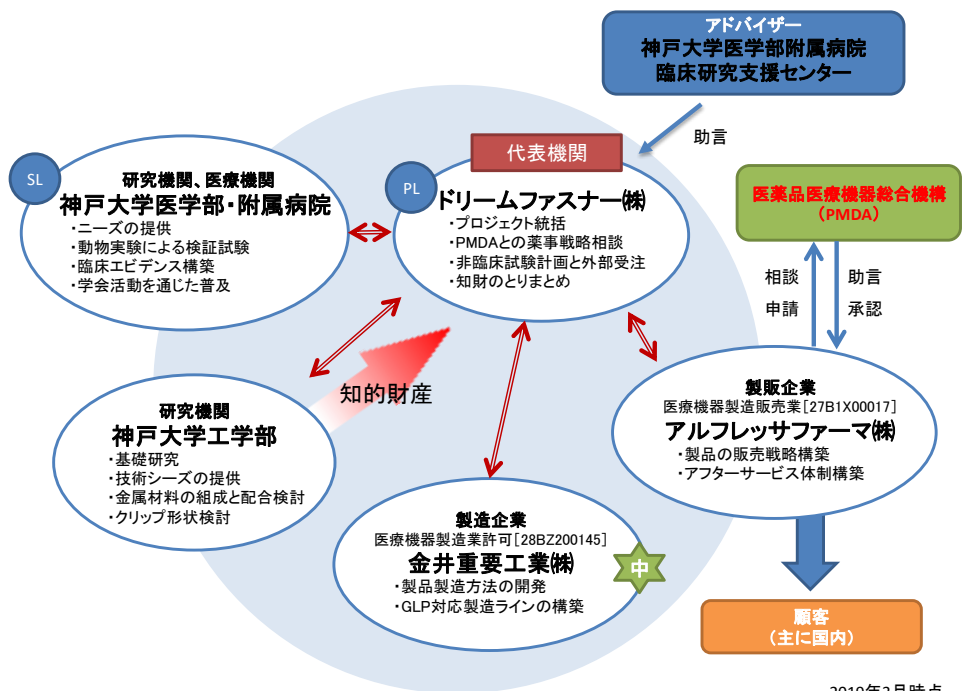 アドバイザー
神戸大学医学部附属病院
臨床研究支援センター
助言
代表機関
SL
研究機関、医療機関
神戸大学医学部・附属病院
・ニーズの提供
・動物実験による検証試験
・臨床エビデンス構築
・学会活動を通じた普及
PL
ドリームファスナー㈱
・プロジェクト統括
・PMDAとの薬事戦略相談
・非臨床試験計画と外部受注
・知財のとりまとめ
医薬品医療機器総合機構
(PMDA)
相談
申請
助言
承認
知的財産
研究機関
神戸大学工学部
・基礎研究
・技術シーズの提供
・金属材料の組成と配合検討
・クリップ形状検討
製販企業
医療機器製造販売業[27B1X00017]
アルフレッサファーマ㈱
・製品の販売戦略構築
・アフターサービス体制構築
製造企業
医療機器製造業許可[28BZ200145]
金井重要工業㈱
・製品製造方法の開発
・GLP対応製造ラインの構築
中
顧客
(主に国内)